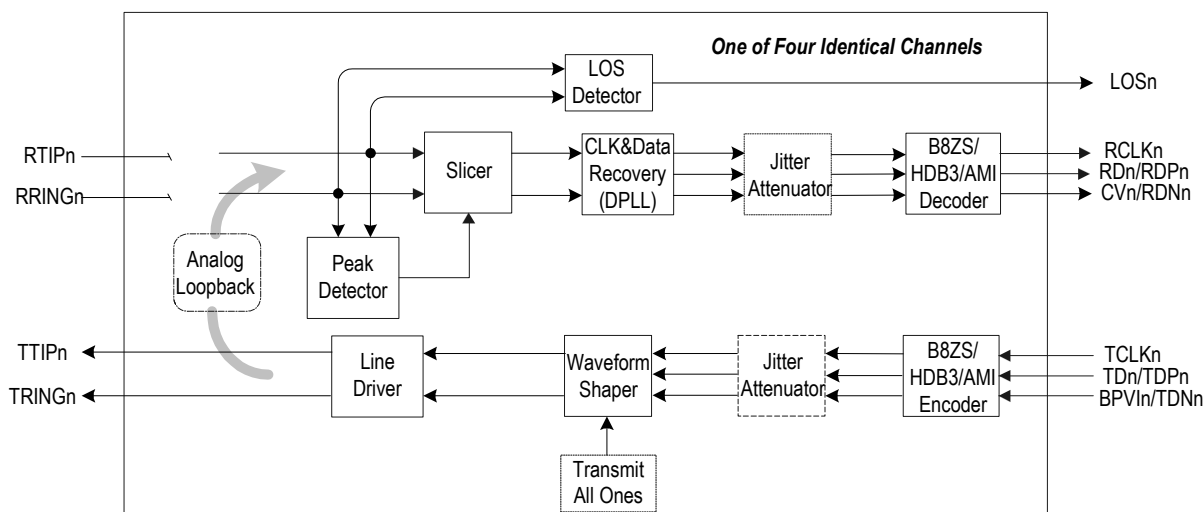 One of Four Identical Channels
LOS
Detector
LOSn
RTIPn
RRINGn
Slicer
CLK&Data
Recovery
(DPLL)
Jitter
Attenuator
B8ZS/
HDB3/AMI
Decoder
RCLKn
RDn/RDPn
CVn/RDNn
Analog
Loopback
Peak
Detector
TTIPn
TRINGn
Line
Driver
Waveform
Shaper
Jitter
Attenuator
B8ZS/
HDB3/AMI
Encoder
TCLKn
TDn/TDPn
BPVIn/TDNn
Transmit
All Ones